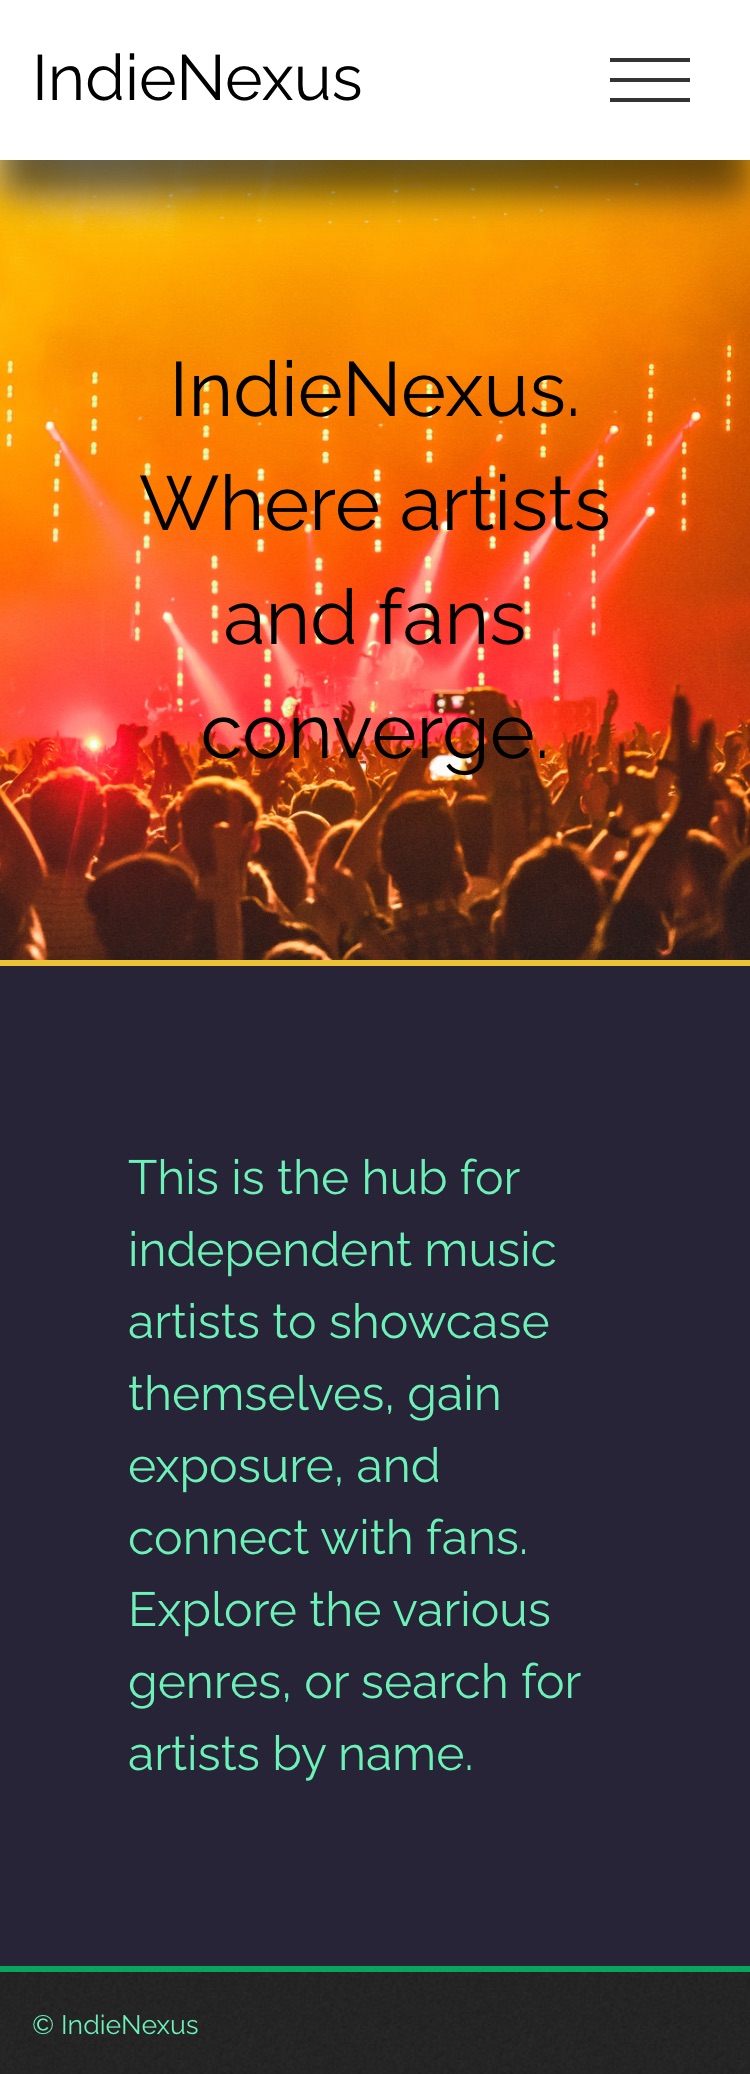 IndieNexus
IndieNexus.
Where artists
and fans
converge.
This is the hub for
independent music
artists to showcase
themselves, gain
exposure, and
connect with fans.
Explore the various
genres, or search for
artists by name.
© IndieNexus